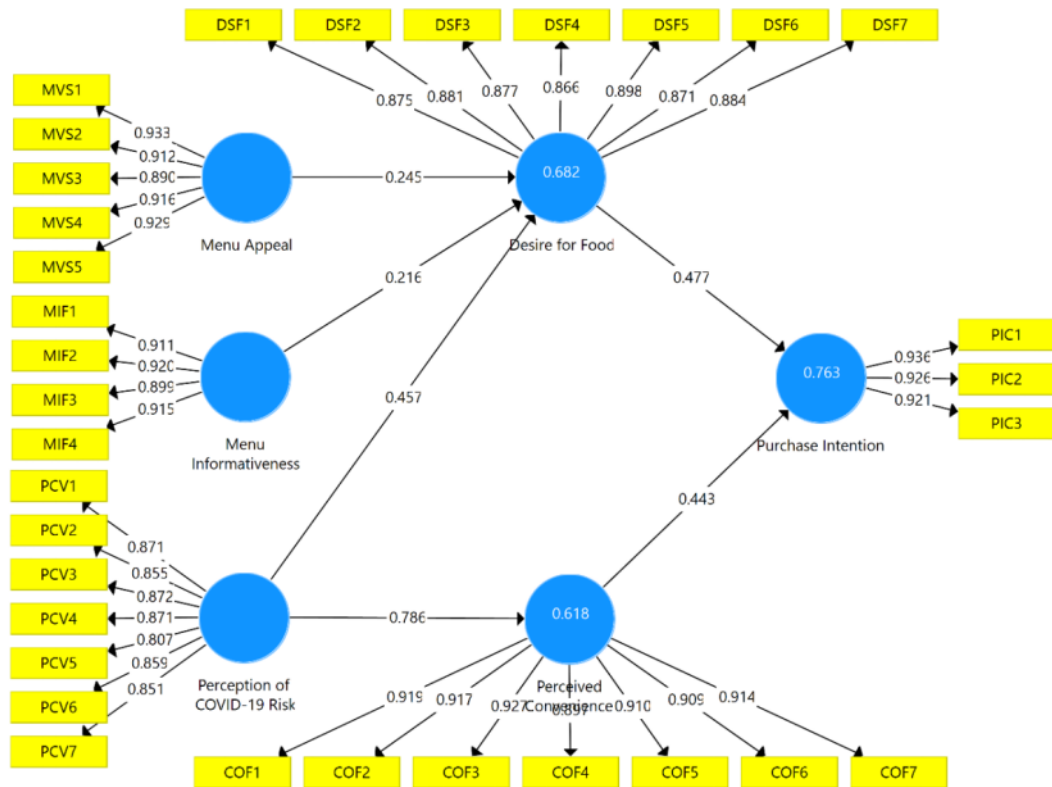 DSF1 DSF2 DSF3 DSF4 DSF5 DSF6 DSF7
0.875 0.881 0.877 0.866 0.898 0.871 0.884
MVS1
MVS2
MVS3
MVS4
MVS5
0.933
0.912
0.890
0.916
0.929
Menu Appeal
0.245
0.682
Desire for Food
MIF1
MIF2
MIF3
MIF4
0.911
0.920
0.899
0.915
Menu
Informativeness
0.216
0.457
0.477
0.763
Purchase Intention
0.936
0.926
0.921
PIC1
PIC2
PIC3
0.443
PCV1
PCV2
PCV3
PCV4
PCV5
PCV6
PCV7
0.871
0.855
0.872
0.871
0.807
0.859
0.851
Perception of
COVID-19 Risk
0.786
0.618
Perceived
Convenience
0.919 0.917 0.927 0.897 0.910 0.909 0.914
COF1 COF2 COF3 COF4 COF5 COF6 COF7